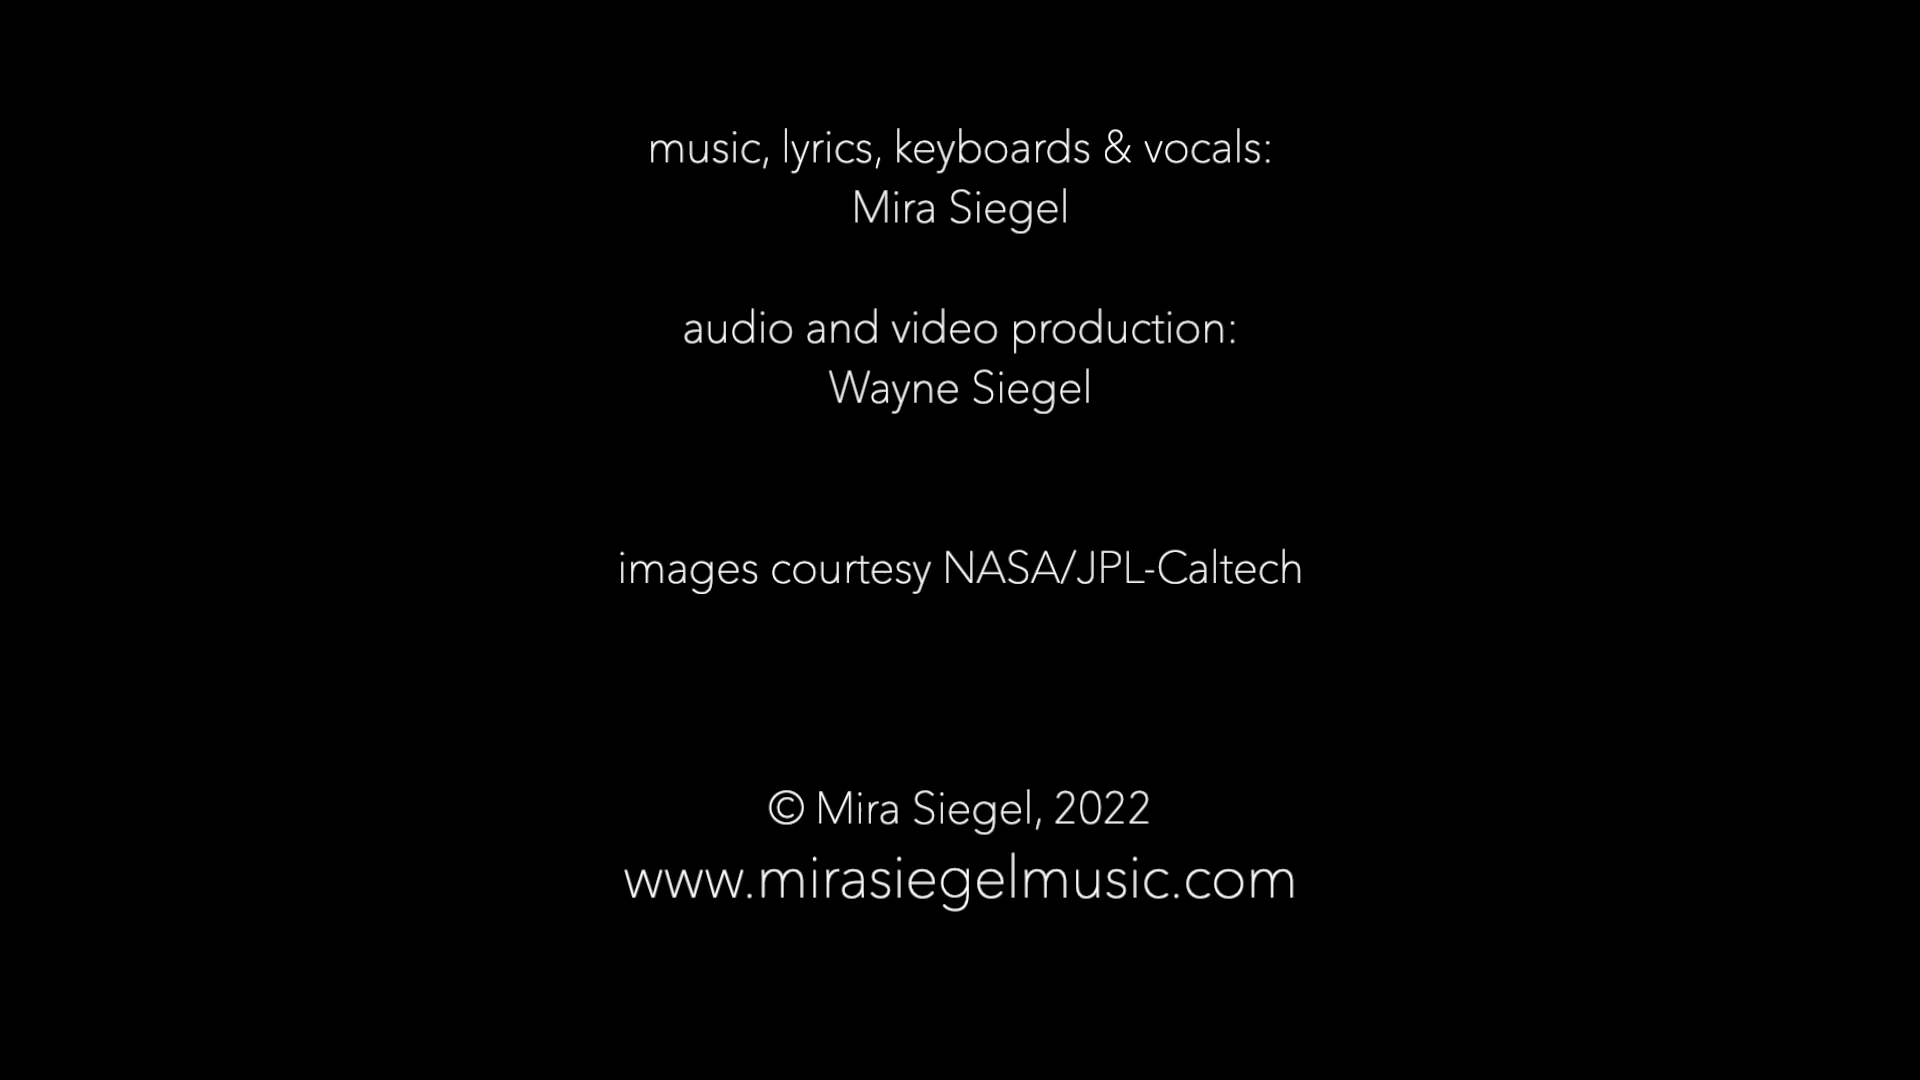 music, lyrics, keyboards & vocals:
Mira Siegel
audio and video production:
Wayne Siegel
images courtesy NASA/JPL-Caltech
© Mira Siegel, 2022
www.mirasiegelmusic.com